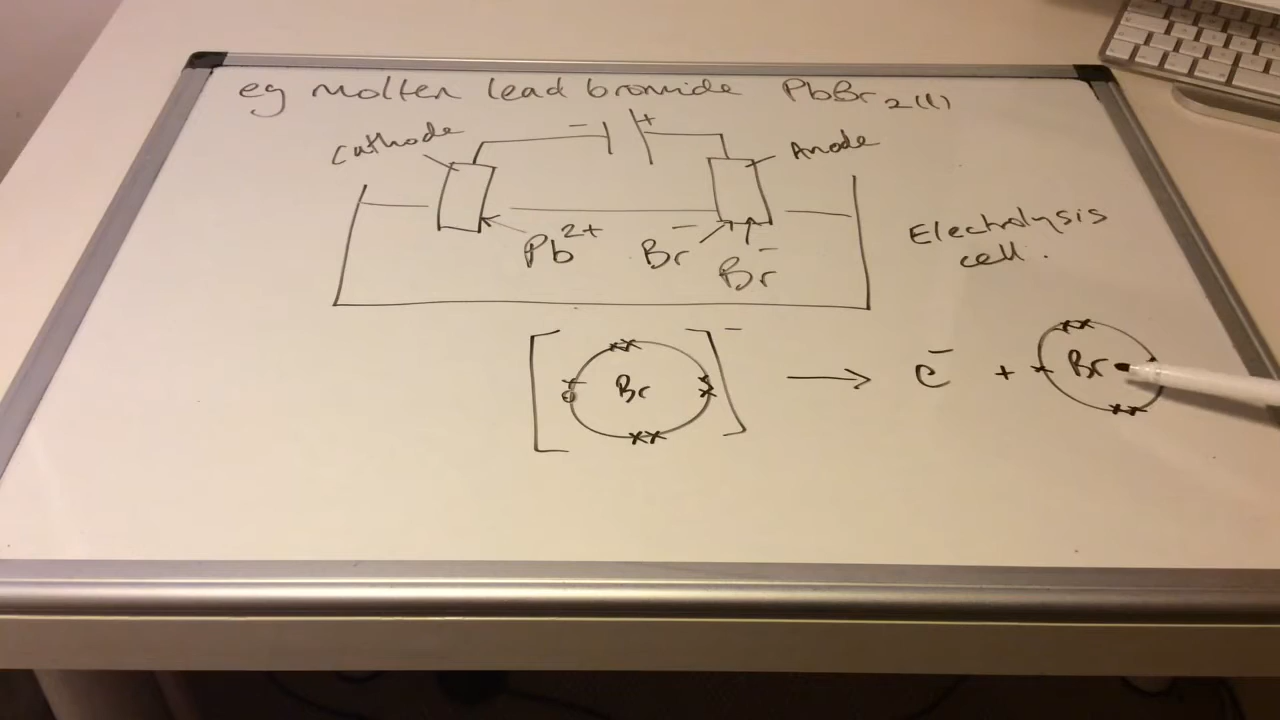 eg molten lead bromide PbBr₂(l)
Cathode - + Anode
Pb²⁺ Br⁻ Br⁻
Electrolysis
cell.
[Br]⁻ → e⁻ + Br